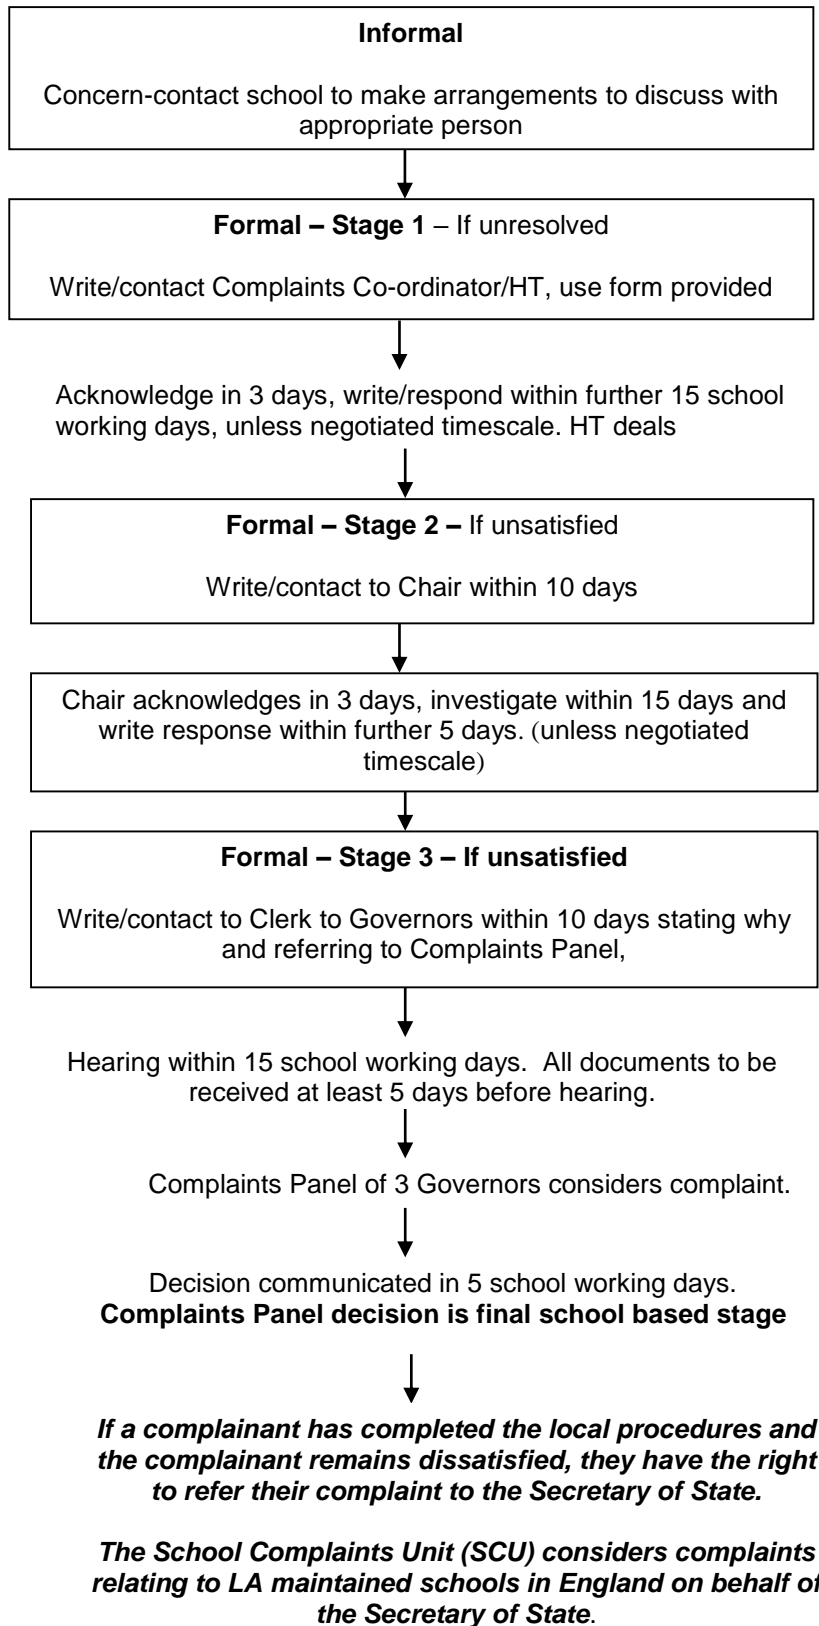 Informal
Concern-contact school to make arrangements to discuss with
appropriate person
Formal – Stage 1 – If unresolved
Write/contact Complaints Co-ordinator/HT, use form provided
Acknowledge in 3 days, write/respond within further 15 school
working days, unless negotiated timescale. HT deals
Formal – Stage 2 – If unsatisfied
Write/contact to Chair within 10 days
Chair acknowledges in 3 days, investigate within 15 days and
write response within further 5 days. (unless negotiated
timescale)
Formal – Stage 3 – If unsatisfied
Write/contact to Clerk to Governors within 10 days stating why
and referring to Complaints Panel,
Hearing within 15 school working days.  All documents to be
received at least 5 days before hearing.
Complaints Panel of 3 Governors considers complaint.
Decision communicated in 5 school working days.
Complaints Panel decision is final school based stage
If a complainant has completed the local procedures and
the complainant remains dissatisfied, they have the right
to refer their complaint to the Secretary of State.
The School Complaints Unit (SCU) considers complaints
relating to LA maintained schools in England on behalf of
the Secretary of State.